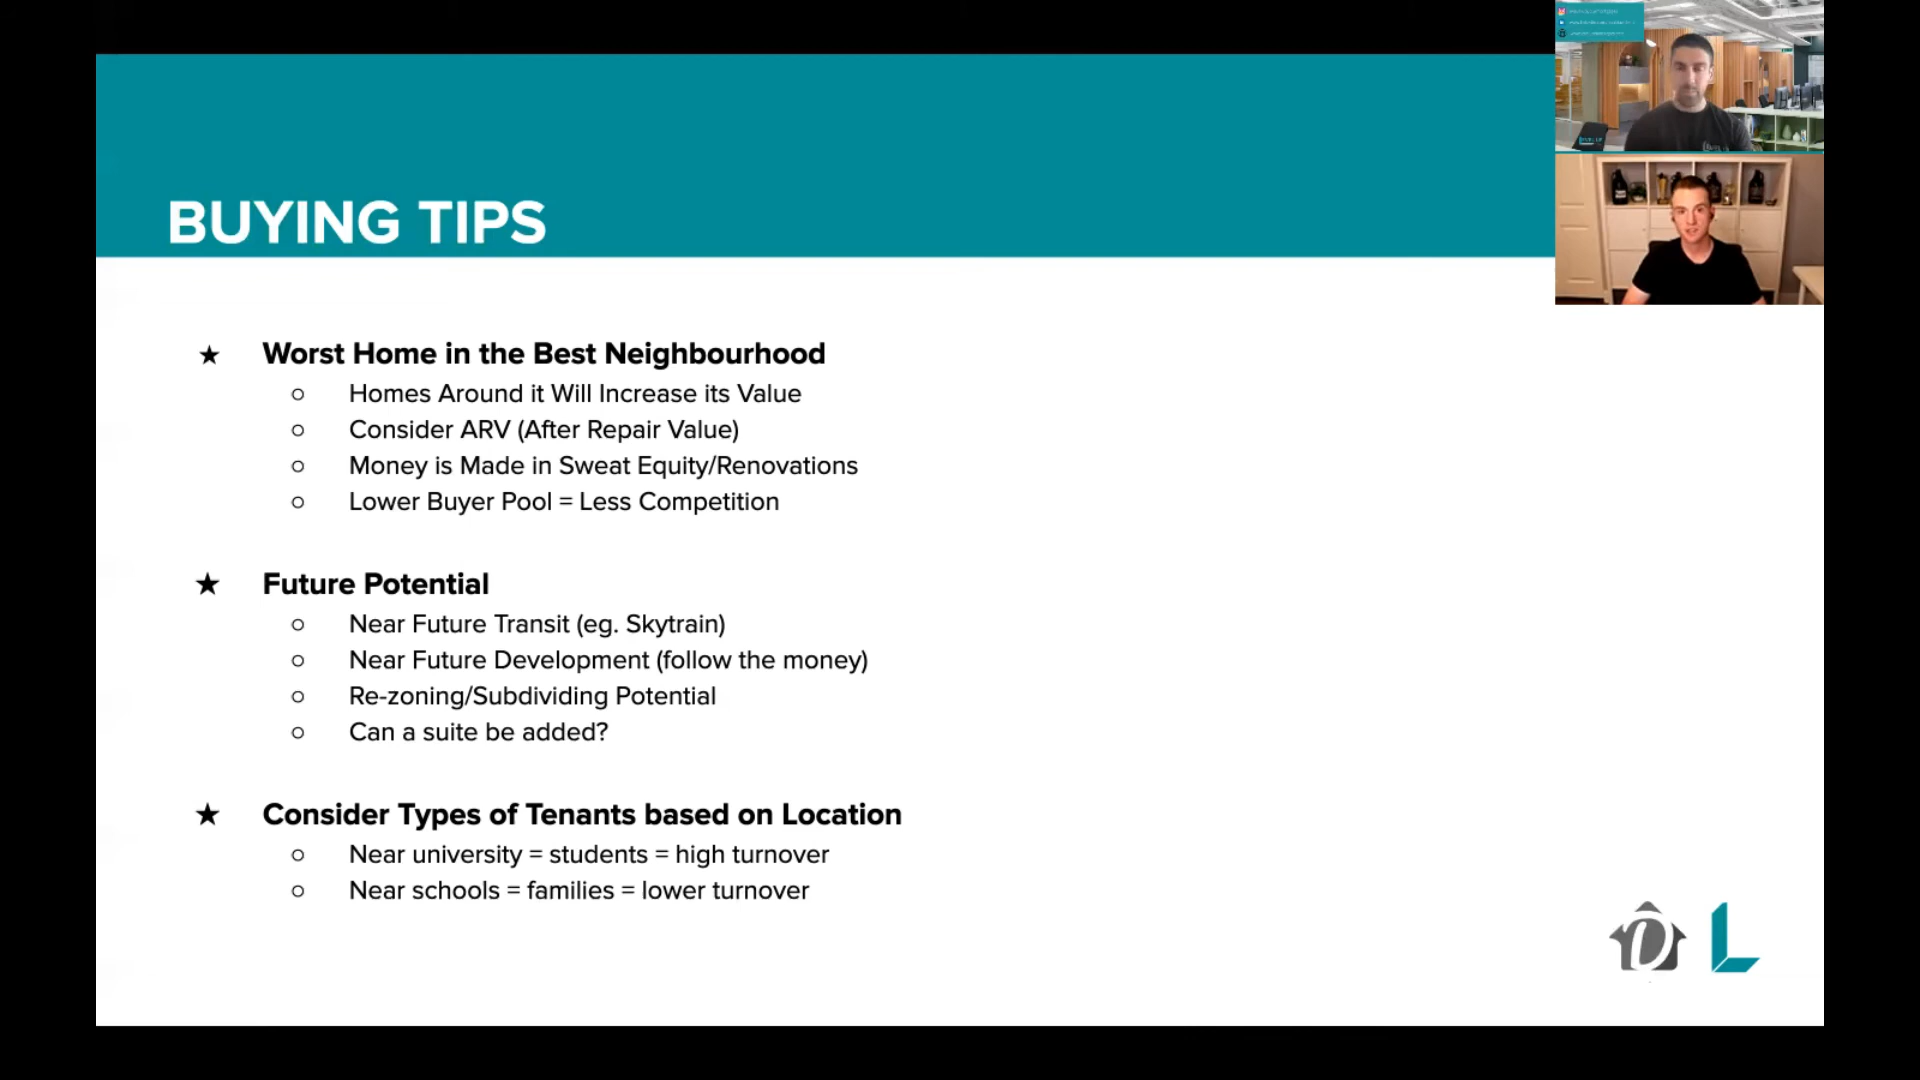 BUYING TIPS
★ Worst Home in the Best Neighbourhood
○ Homes Around it Will Increase its Value
○ Consider ARV (After Repair Value)
○ Money is Made in Sweat Equity/Renovations
○ Lower Buyer Pool = Less Competition
★ Future Potential
○ Near Future Transit (eg. Skytrain)
○ Near Future Development (follow the money)
○ Re-zoning/Subdividing Potential
○ Can a suite be added?
★ Consider Types of Tenants based on Location
○ Near university = students = high turnover
○ Near schools = families = lower turnover